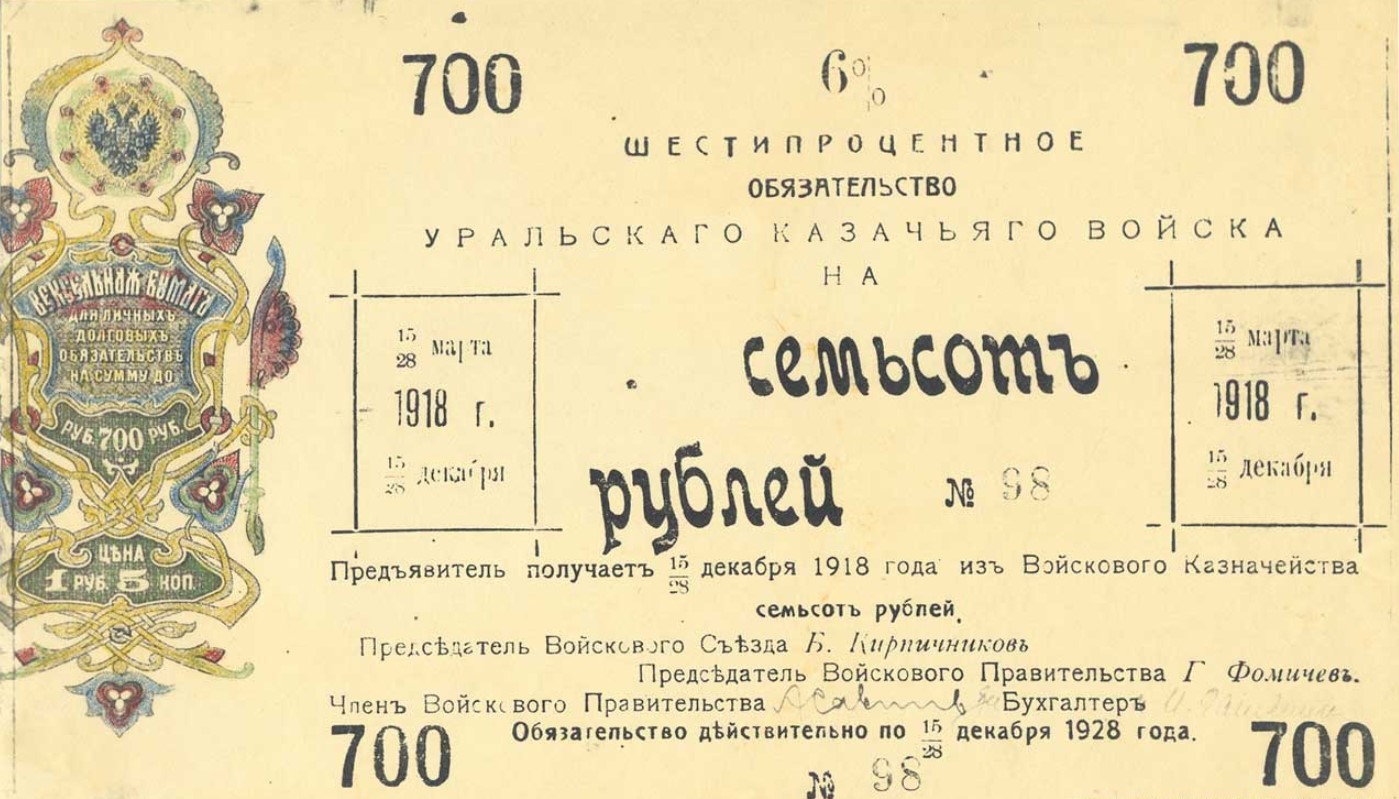 700 6% 700
ШЕСТИПРОЦЕНТНОЕ
ОБЯЗАТЕЛЬСТВО
УРАЛЬСКАГО КАЗАЧЬЯГО ВОЙСКА
НА
семьсотъ
рублей № 98
15/28 марта
1918 г.
15/28 декабря
15/28 марта
1918 г.
15/28 декабря
ВЕКСЕЛЬНАЯ БУМАГА
ДЛЯ ЛИЧНЫХЪ
ДОЛГОВЫХЪ
ОБЯЗАТЕЛЬСТВЪ
НА СУММУ ДО
РУБ. 700 РУБ.
ЦѢНА
1 РУБ. 5 КОП.
Предъявитель получаетъ 15/28 декабря 1918 года изъ Войскового Казначейства
семьсотъ рублей.
Предсѣдатель Войскового Съѣзда Б. Кирпичниковъ
Предсѣдатель Войскового Правительства Г Фомичевъ.
Членъ Войскового Правительства Бухгалтеръ
Обязательство дѣйствительно по 15/28 декабря 1928 года.
700 № 98 700